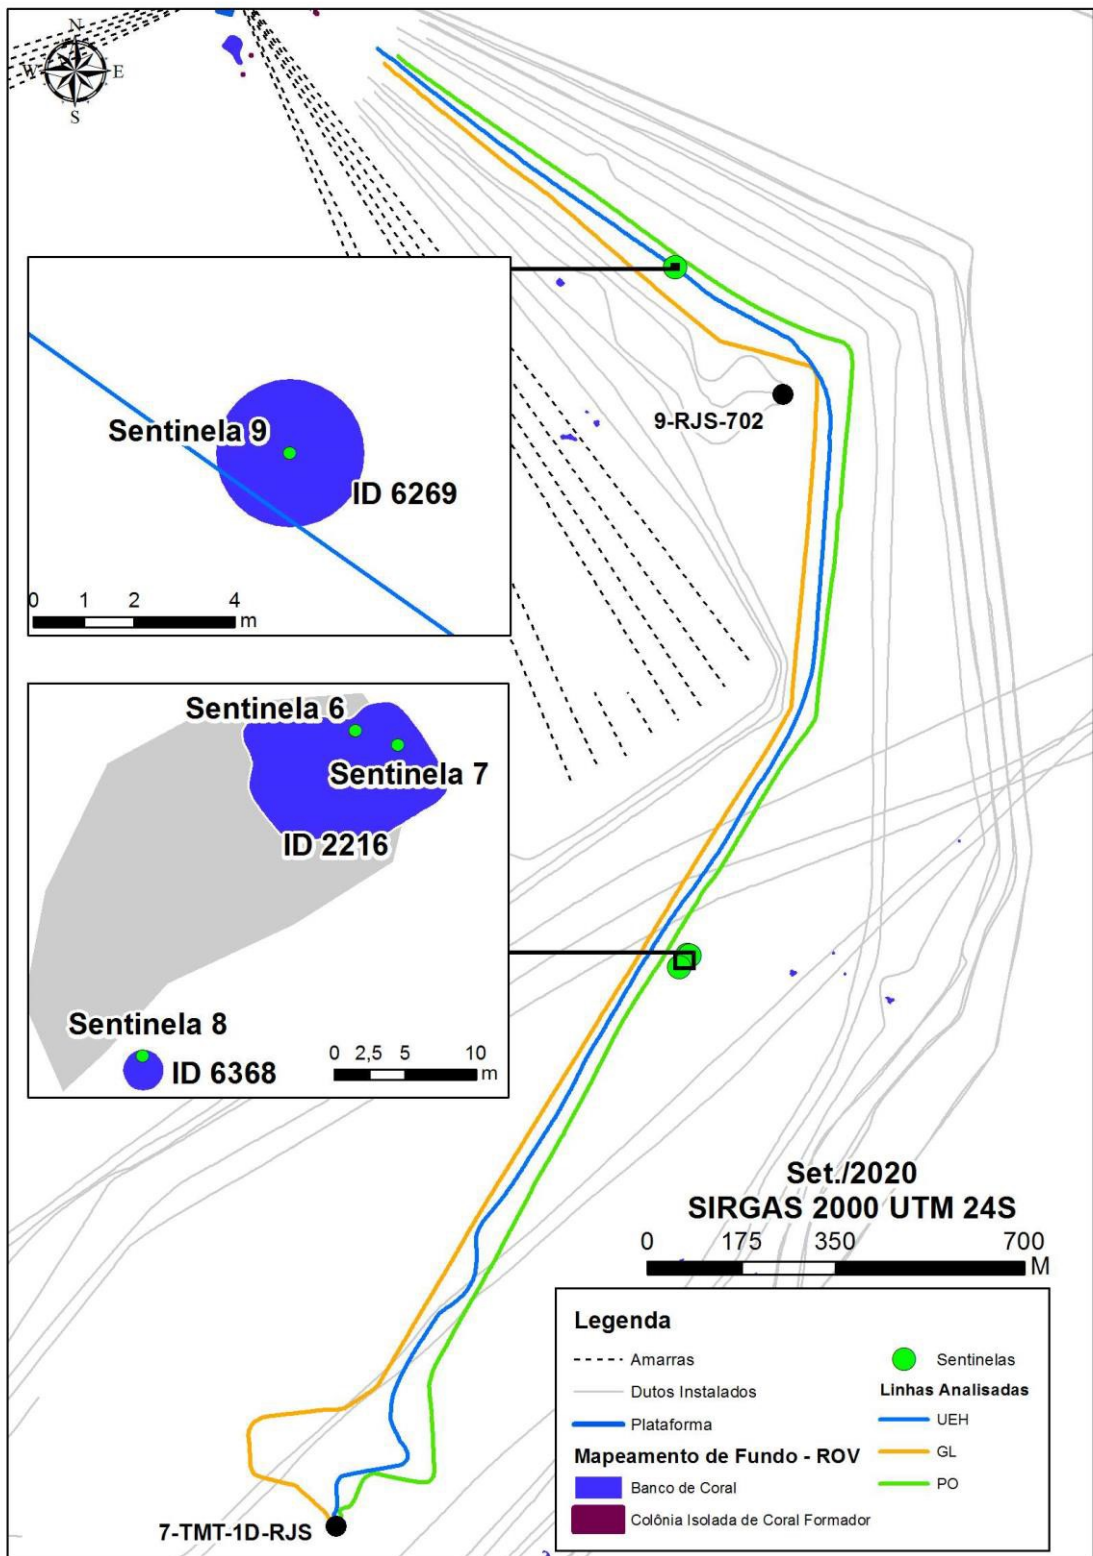 N
W
E
S
Sentinela 9
ID 6269
0 1 2 4
m
9-RJS-702
Sentinela 6
Sentinela 7
ID 2216
Sentinela 8
ID 6368
0 2,5 5 10
m
Set./2020
SIRGAS 2000 UTM 24S
0 175 350 700
M
Legenda
Amarras
Dutos Instalados
Plataforma
Mapeamento de Fundo - ROV
Banco de Coral
Colônia Isolada de Coral Formador
Sentinelas
Linhas Analisadas
UEH
GL
PO
7-TMT-1D-RJS